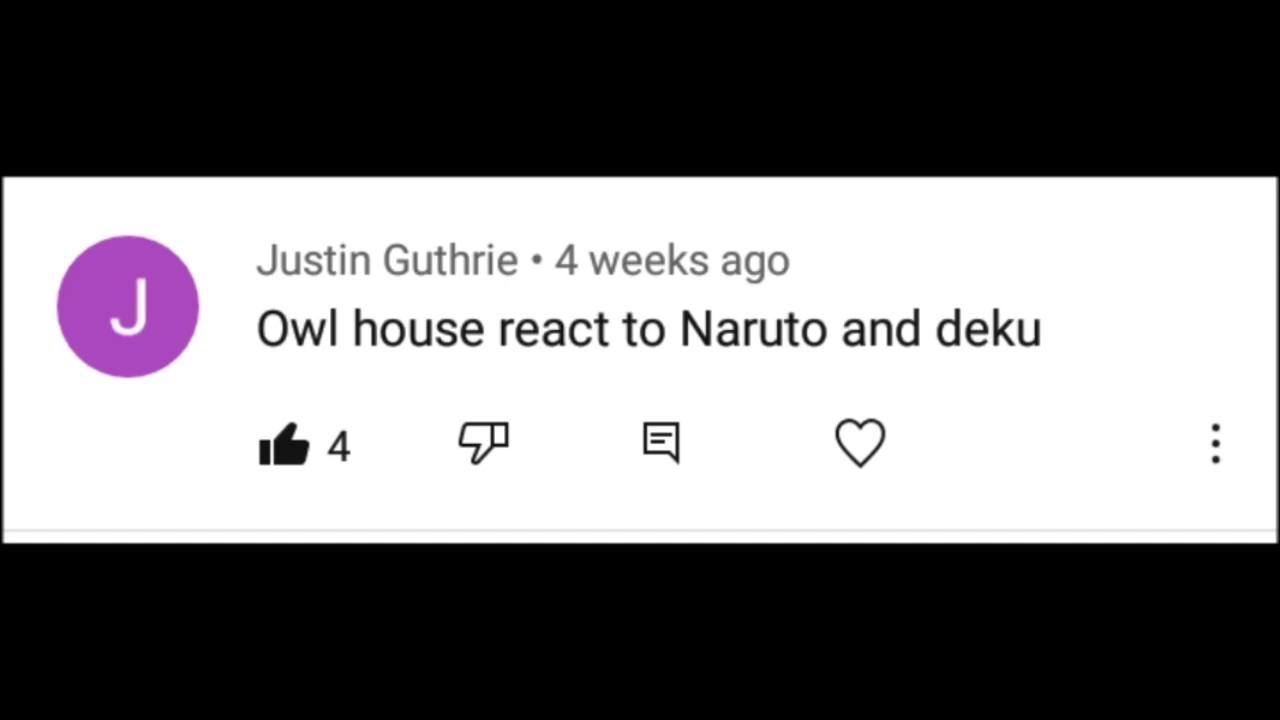 J
Justin Guthrie • 4 weeks ago
Owl house react to Naruto and deku
4